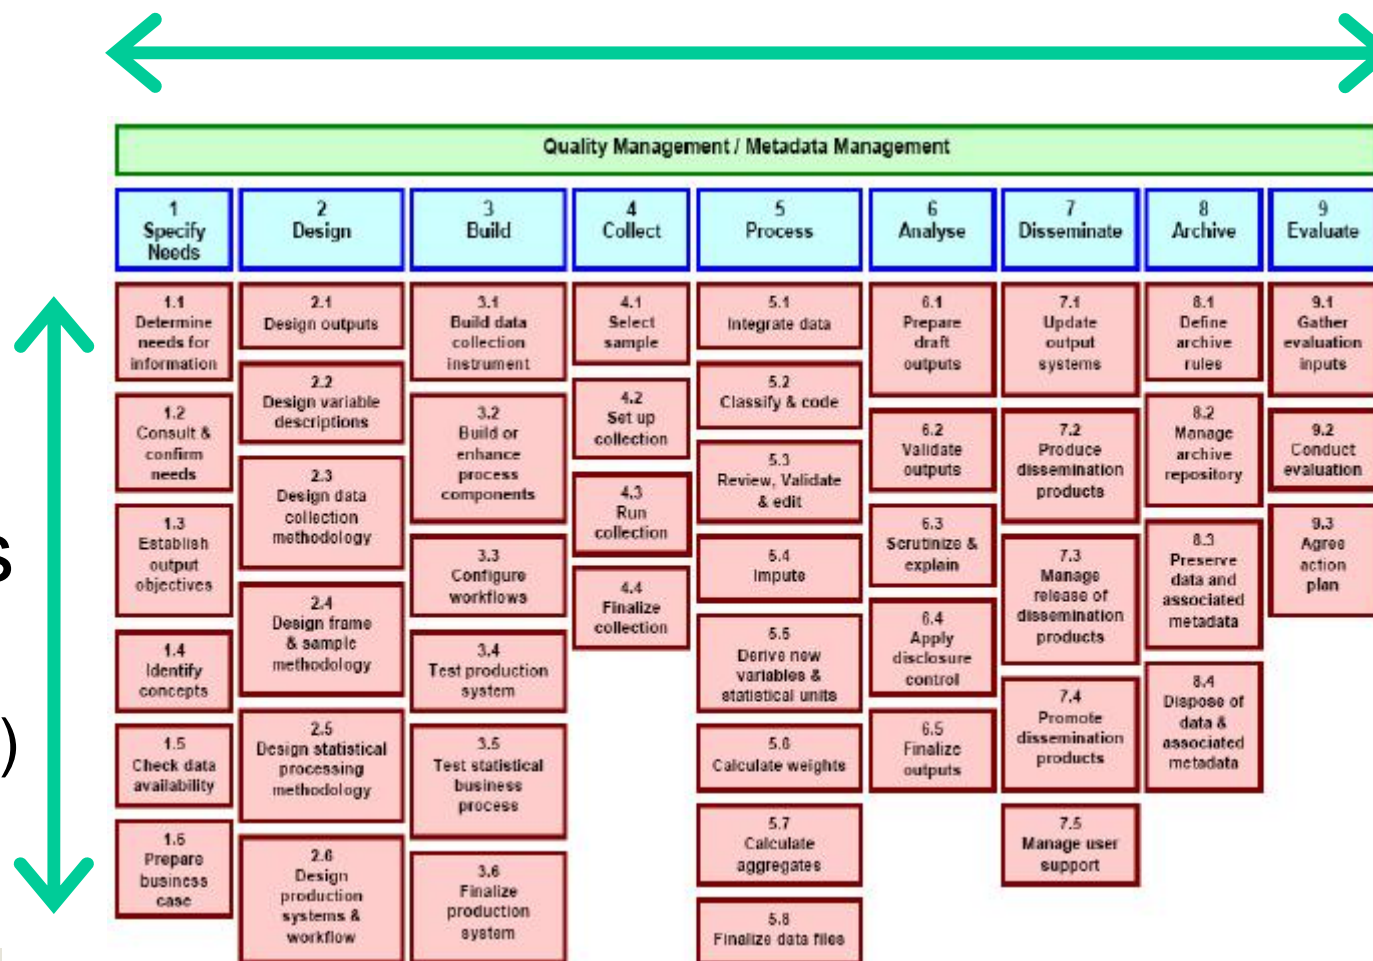 Quality Management / Metadata Management
1
Specify
Needs
2
Design
3
Build
4
Collect
5
Process
6
Analyse
7
Disseminate
8
Archive
9
Evaluate
1.1
Determine
needs for
information
1.2
Consult &
confirm
needs
1.3
Establish
output
objectives
1.4
Identify
concepts
1.5
Check data
availability
1.6
Prepare
business
case
2.1
Design outputs
2.2
Design variable
descriptions
2.3
Design data
collection
methodology
2.4
Design frame
& sample
methodology
2.5
Design statistical
processing
methodology
2.6
Design
production
systems &
workflow
3.1
Build data
collection
instrument
3.2
Build or
enhance
process
components
3.3
Configure
workflows
3.4
Test production
system
3.5
Test statistical
business
process
3.6
Finalize
production
system
4.1
Select
sample
4.2
Set up
collection
4.3
Run
collection
4.4
Finalize
collection
5.1
Integrate data
5.2
Classify & code
5.3
Review, Validate
& edit
5.4
Impute
5.5
Derive new
variables &
statistical units
5.6
Calculate weights
5.7
Calculate
aggregates
5.8
Finalize data files
6.1
Prepare
draft
outputs
6.2
Validate
outputs
6.3
Scrutinize &
explain
6.4
Apply
disclosure
control
6.5
Finalize
outputs
7.1
Update
output
systems
7.2
Produce
dissemination
products
7.3
Manage
release of
dissemination
products
7.4
Promote
dissemination
products
7.5
Manage user
support
8.1
Define
archive
rules
8.2
Manage
archive
repository
8.3
Preserve
data and
associated
metadata
8.4
Dispose of
data &
associated
metadata
9.1
Gather
evaluation
inputs
9.2
Conduct
evaluation
9.3
Agree
action
plan
s
)